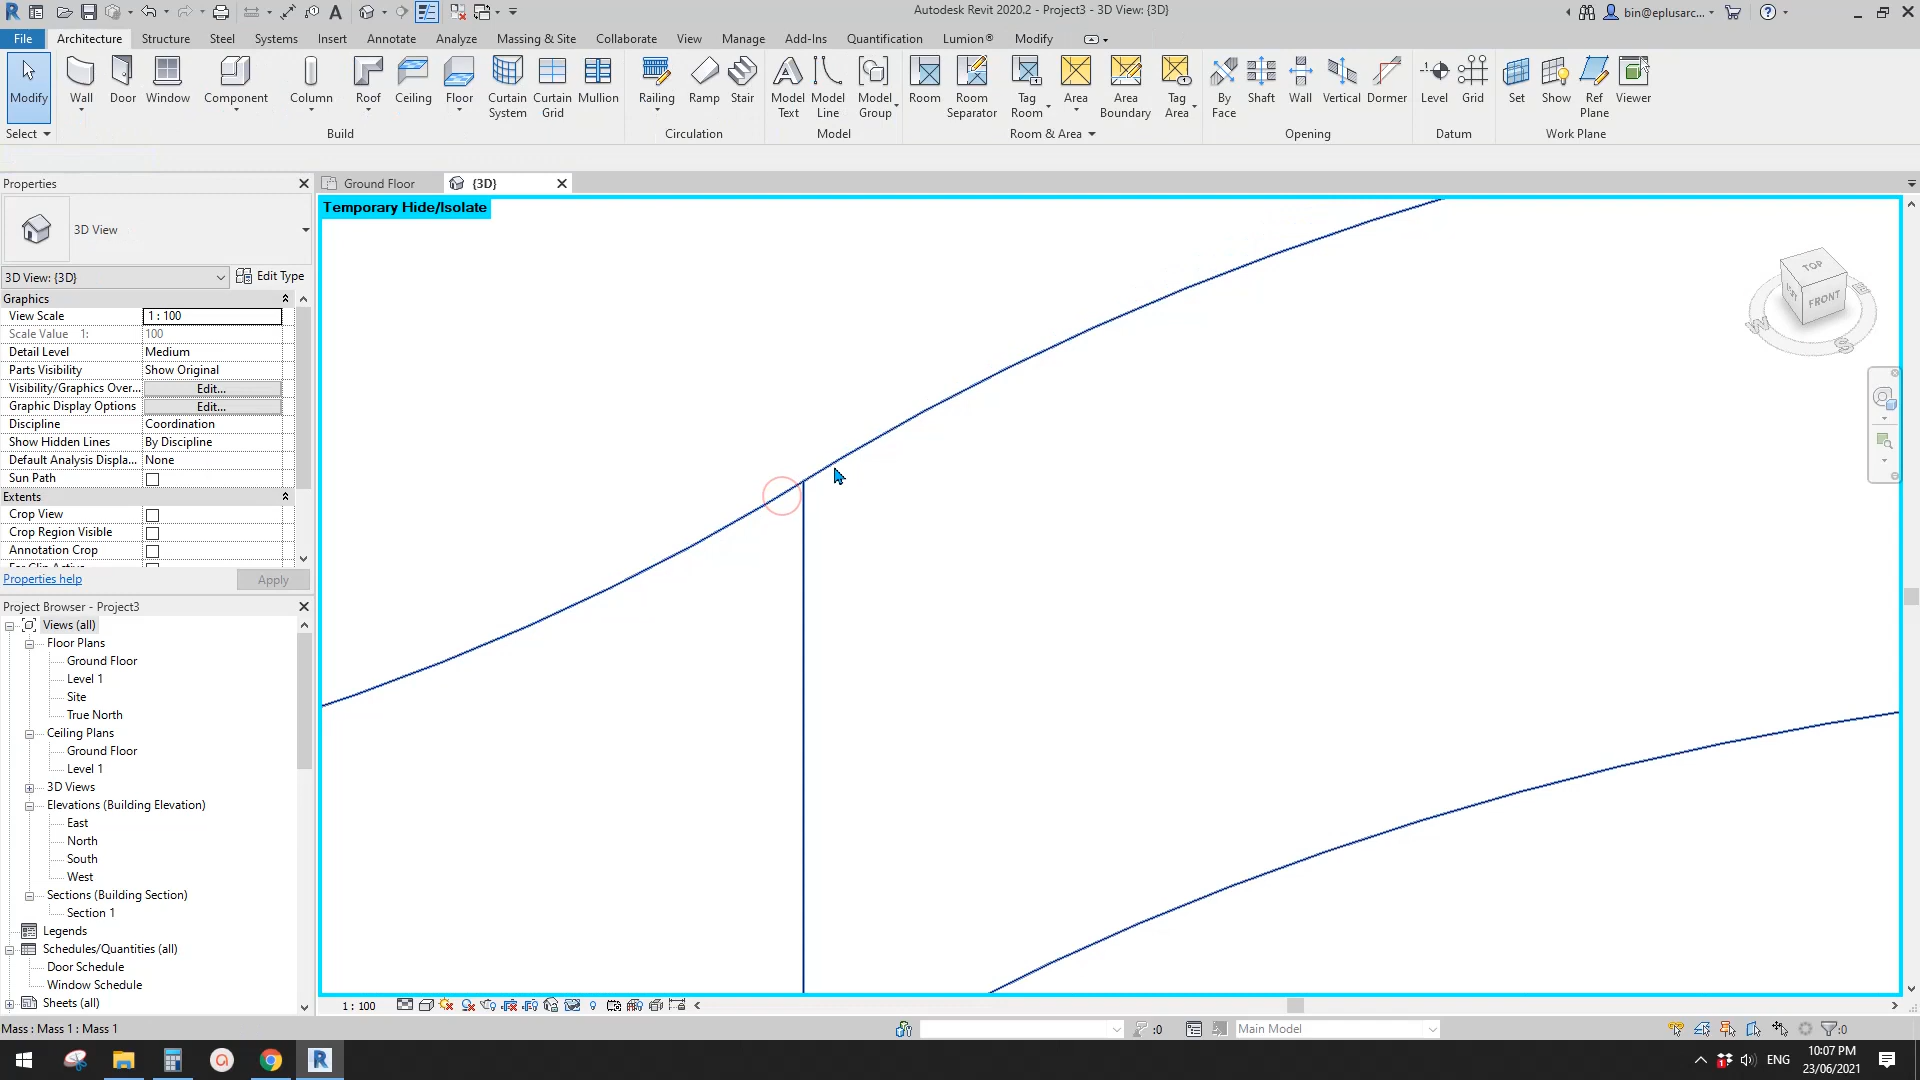 Autodesk Revit 2020.2 - Project3 - 3D View: {3D}
bin@eplusarc...
File Architecture Structure Steel Systems Insert Annotate Analyze Massing & Site Collaborate View Manage Add-Ins Quantification Lumion® Modify
Modify Wall Door Window Component Column Roof Ceiling Floor Curtain System Curtain Grid Mullion Railing Ramp Stair Model Text Model Line Model Group Room Room Separator Tag Room Area Area Boundary Tag Area By Face Shaft Wall Vertical Dormer Level Grid Set Show Ref Plane Viewer
Select Build Circulation Model Room & Area Opening Datum Work Plane
Properties
Ground Floor
{3D}
Temporary Hide/Isolate
3D View
3D View: {3D}
Edit Type
Graphics
View Scale 1 : 100
Scale Value 1: 100
Detail Level Medium
Parts Visibility Show Original
Visibility/Graphics Over... Edit...
Graphic Display Options Edit...
Discipline Coordination
Show Hidden Lines By Discipline
Default Analysis Displa... None
Sun Path
Extents
Crop View
Crop Region Visible
Annotation Crop
Properties help
Apply
TOP
LEFT
FRONT
W
S
E
Project Browser - Project3
Views (all)
Floor Plans
Ground Floor
Level 1
Site
True North
Ceiling Plans
Ground Floor
Level 1
3D Views
Elevations (Building Elevation)
East
North
South
West
Sections (Building Section)
Section 1
Legends
Schedules/Quantities (all)
Door Schedule
Window Schedule
Sheets (all)
1 : 100
Mass : Mass 1 : Mass 1
:0
Main Model
:0
ENG
10:07 PM
23/06/2021